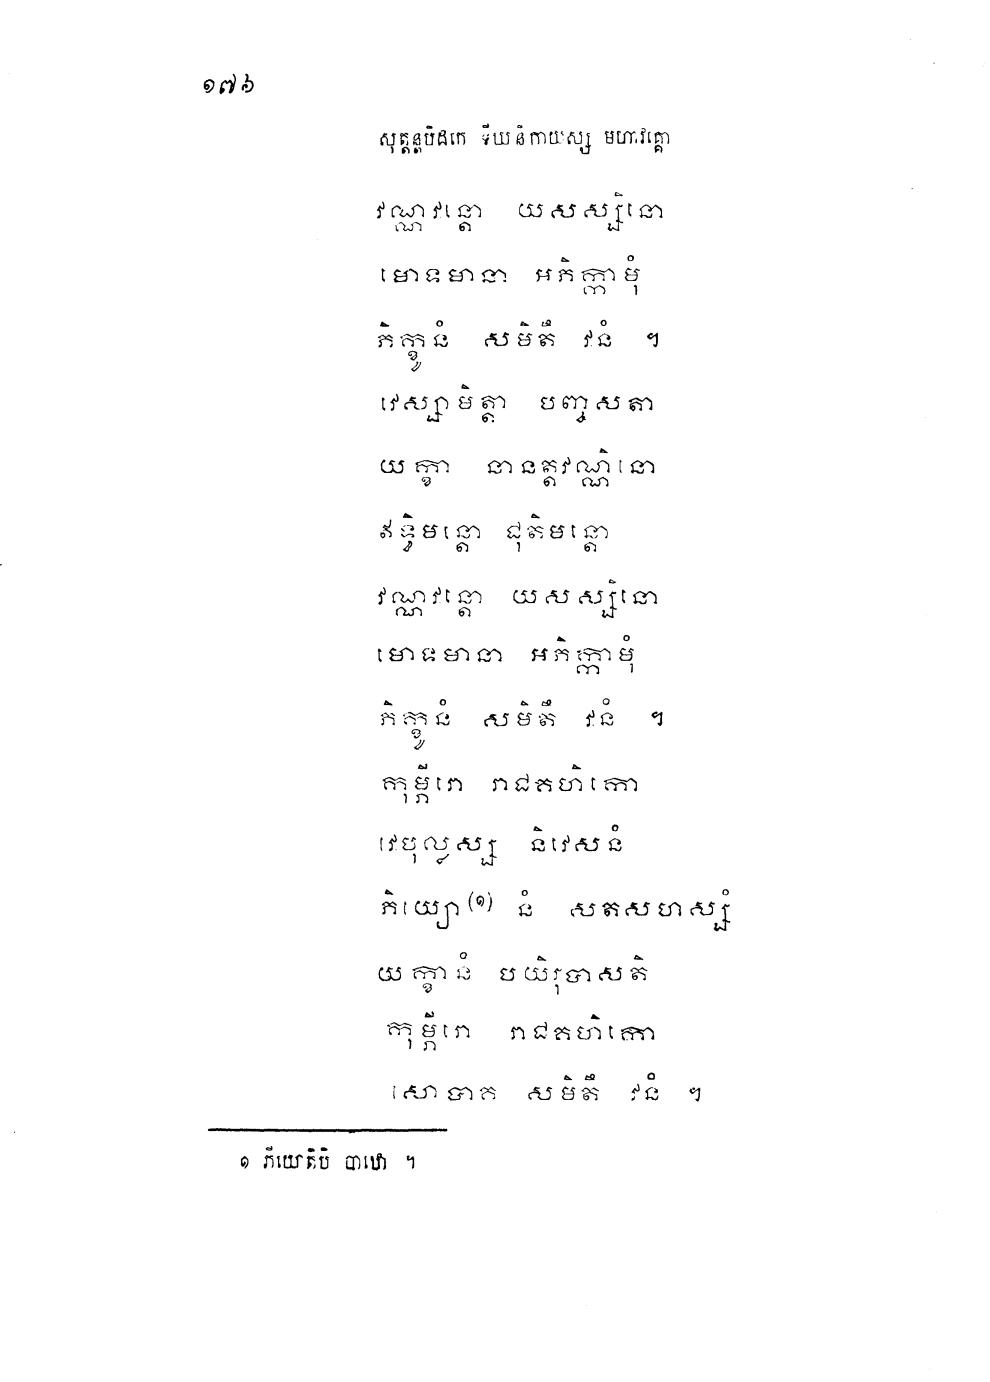 ១៧៦
សុត្តន្តបិដកេ ទីឃនិកាយស្ស មហាវគ្គោ
វណ្ណវន្តោ យសស្សិនោ
មោទមានា អភិក្កាមុំ
ភិក្ខូនំ សមិតឹ វនំ ។
វេស្សាមិត្តា បញ្ចសតា
យក្ខា នានត្តវណ្ណិនោ
ឥទ្ធិមន្តោ ជុតិមន្តោ
វណ្ណវន្តោ យសស្សិនោ
មោទមានា អភិក្កាមុំ
ភិក្ខូនំ សមិតឹ វនំ ។
កុម្ភីរោ រាជគហិកោ
វេបុល្លស្ស និវេសនំ
ភិយ្យោ (១) នំ សតសហស្សំ
យក្ខានំ បយិរុបាសតិ
កុម្ភីរោ រាជគហិកោ
សោបាគ សមិតឹ វនំ ។
១ ភីយោតិបិ បាឋោ ។